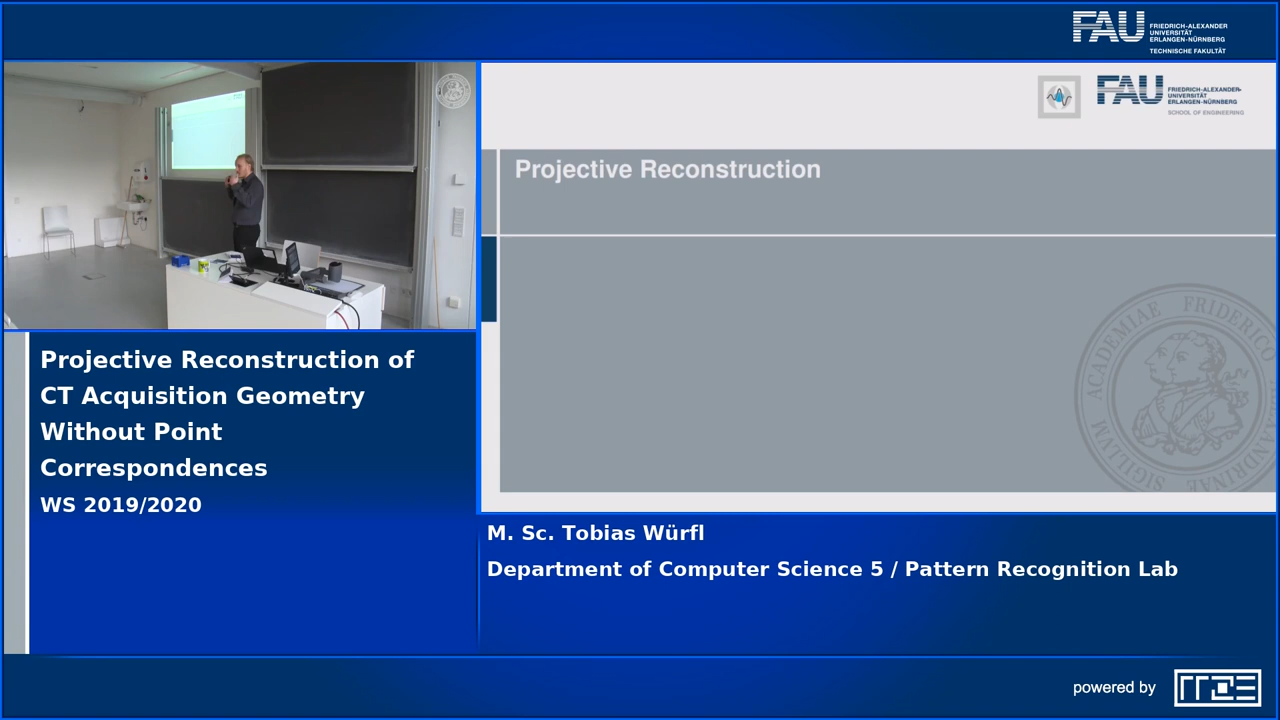 FAU
FRIEDRICH-ALEXANDER
UNIVERSITÄT
ERLANGEN-NÜRNBERG
TECHNISCHE FAKULTÄT
FAU
FRIEDRICH-ALEXANDER-
UNIVERSITÄT
ERLANGEN-NÜRNBERG
SCHOOL OF ENGINEERING
Projective Reconstruction
Projective Reconstruction of
CT Acquisition Geometry
Without Point
Correspondences
WS 2019/2020
M. Sc. Tobias Würfl
Department of Computer Science 5 / Pattern Recognition Lab
powered by